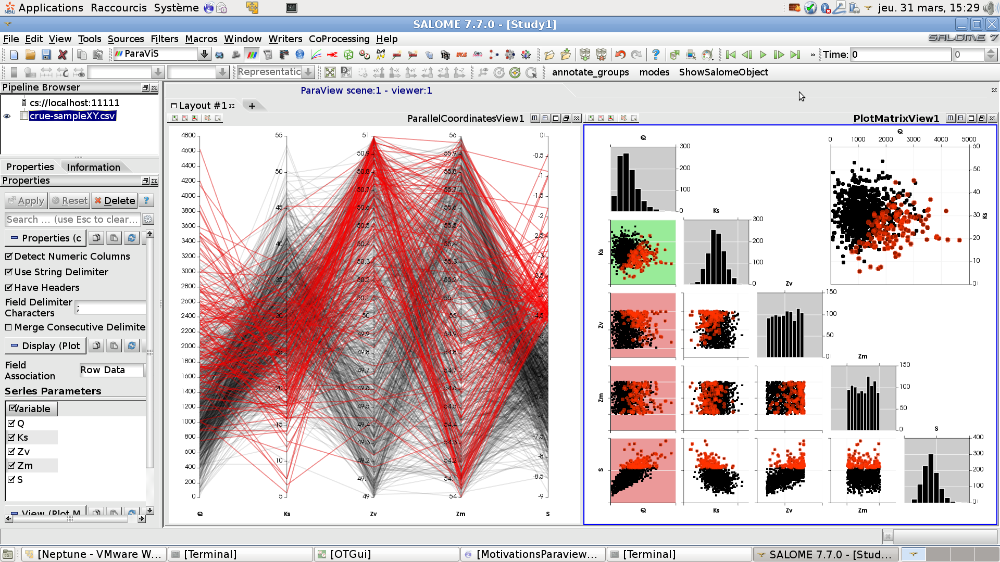 Applications Raccourcis Système
jeu. 31 mars, 15:29
SALOME 7.7.0 - [Study1]
File Edit View Tools Sources Filters Macros Window Writers CoProcessing Help
SALOME 7
ParaViS
» Time: 0 0
Representatic
annotate_groups modes ShowSalomeObject
Pipeline Browser
cs://localhost:11111
crue-sampleXY.csv
Properties Information
Properties
Apply Reset Delete ?
Search ... (use Esc to clear...
Properties (c
Detect Numeric Columns
Use String Delimiter
Have Headers
Field Delimiter
Characters ;
Merge Consecutive Delimite
Display (Plot
Field
Association Row Data
Series Parameters
Variable
Q
Ks
Zv
Zm
S
View (Plot M
ParaView scene:1 - viewer:1
Layout #1
ParallelCoordinatesView1
4800
4600
4400
4200
4000
3800
3600
3400
3200
3000
2800
2600
2400
2200
2000
1800
1600
1400
1200
1000
800
600
400
200
0
55
50
45
40
35
30
25
20
15
10
5
51
50.9
50.8
50.7
50.6
50.5
50.4
50.3
50.2
50.1
50
49.9
49.8
49.7
49.6
49.5
49.4
49.3
49.2
49.1
49
56
55.9
55.8
55.7
55.6
55.5
55.4
55.3
55.2
55.1
55
54.9
54.8
54.7
54.6
54.5
54.4
54.3
54.2
54.1
54
0
-0.5
-1
-1.5
-2
-2.5
-3
-3.5
-4
-4.5
-5
-5.5
-6
-6.5
-7
-7.5
-8
-8.5
-9
Q Ks Zv Zm S
PlotMatrixView1
Q
300
200
100
0
Q
0 1000 2000 3000 4000 5000
60
50
40
30
20
10
0
Ks
Ks
300
200
100
0
Ks
Zv
150
100
50
0
Zv
Zm
150
100
50
0
Zm
S
400
300
200
100
0
S
Q Ks Zv Zm
[Neptune - VMware W... [Terminal] [OTGui] [MotivationsParaview... [Terminal] SALOME 7.7.0 - [Stud...